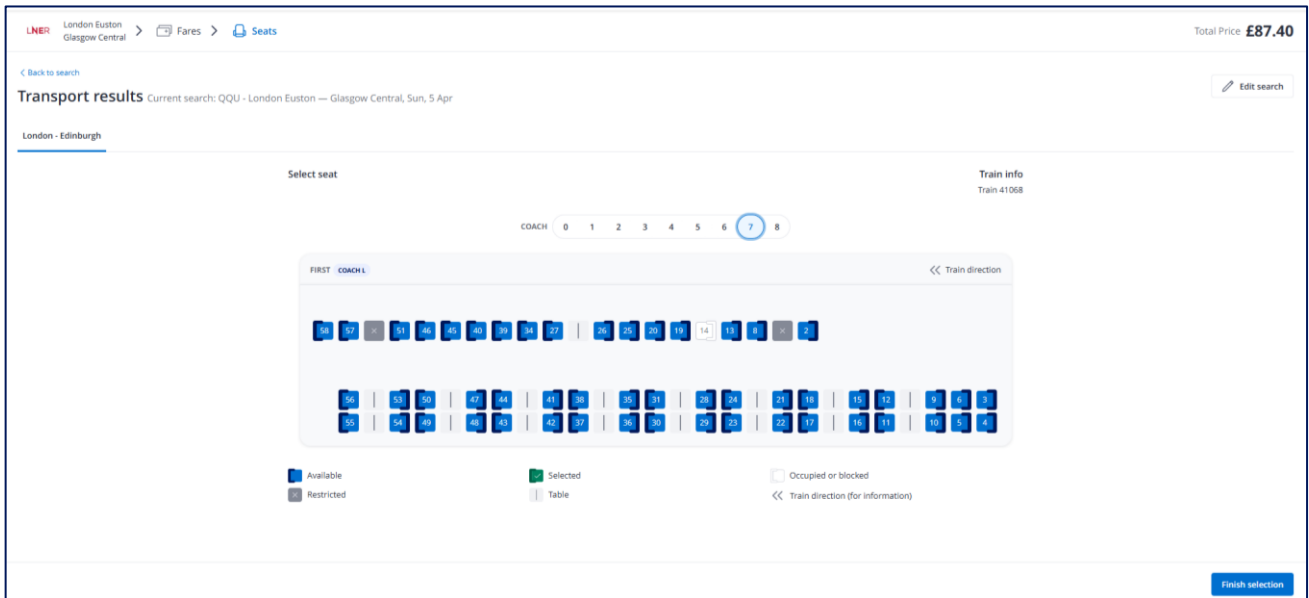 LNER London Euston Glasgow Central Fares Seats Total Price £87.40
Back to search
Transport results Current search: QQU - London Euston — Glasgow Central, Sun, 5 Apr
Edit search
London - Edinburgh
Select seat
Train info
Train 41068
COACH 0 1 2 3 4 5 6 7 8
FIRST COACH L Train direction
58 57 51 46 45 40 39 34 27 26 25 20 19 14 13 8 2
56 53 50 47 44 41 38 35 31 28 24 21 18 15 12 9 6 3
55 54 49 48 43 42 37 36 30 29 23 22 17 16 11 10 5 4
Available Selected Occupied or blocked
Restricted Table Train direction (for information)
Finish selection